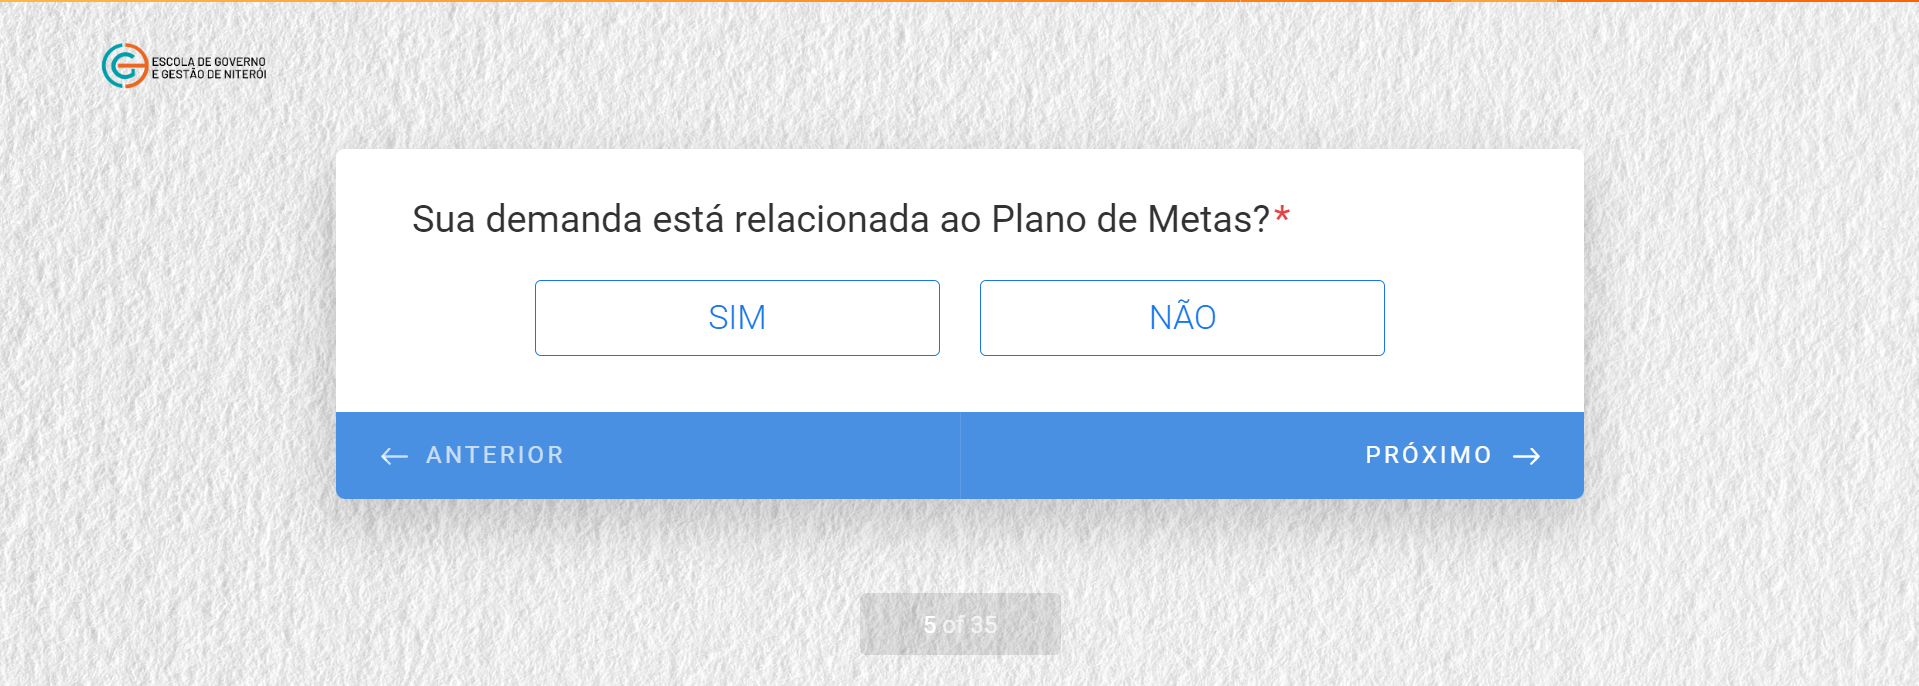 ESCOLA DE GOVERNO
E GESTÃO DE NITERÓI
Sua demanda está relacionada ao Plano de Metas?*
SIM
NÃO
ANTERIOR
PRÓXIMO
5 of 35